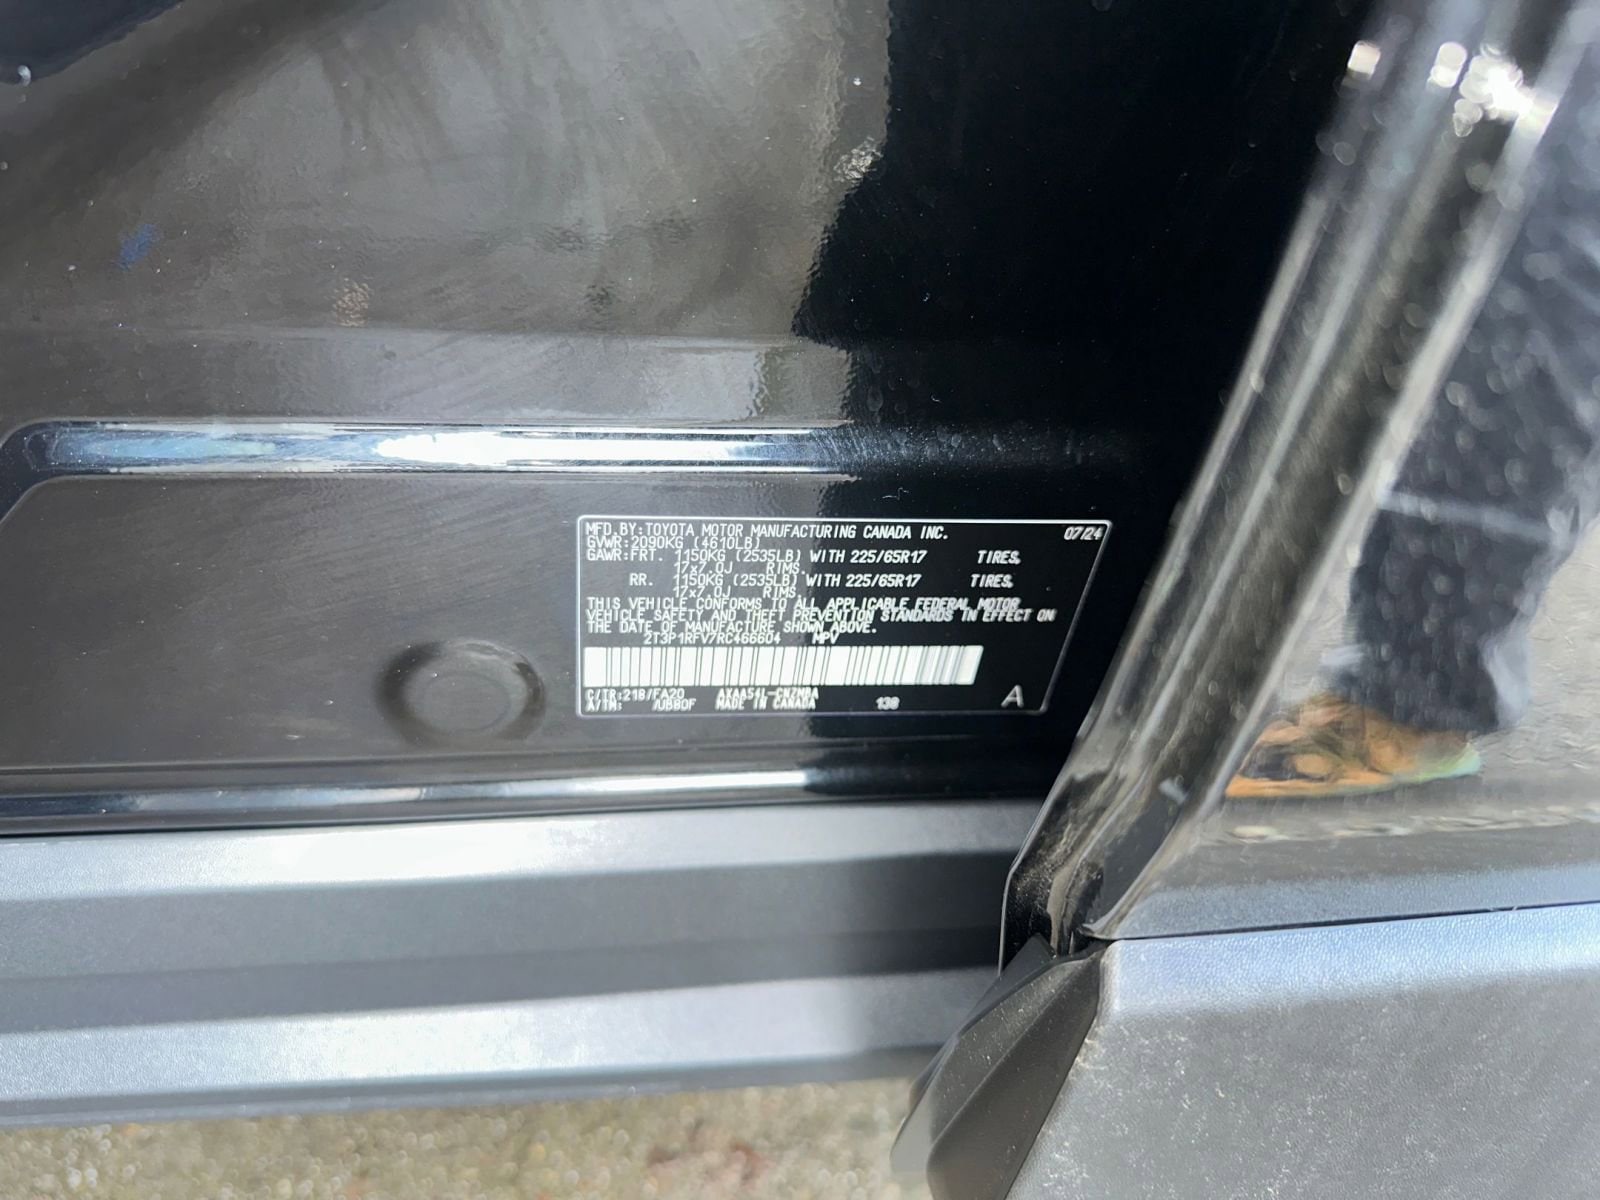 MFD.BY:TOYOTA MOTOR MANUFACTURING CANADA INC. 07/24
GVWR:2090KG (4610LB)
GAWR:FRT. 1150KG (2535LB) WITH 225/65R17 TIRES,
17x7.0J RIMS.
RR. 1150KG (2535LB) WITH 225/65R17 TIRES,
17x7.0J RIMS.
THIS VEHICLE CONFORMS TO ALL APPLICABLE FEDERAL MOTOR
VEHICLE SAFETY AND THEFT PREVENTION STANDARDS IN EFFECT ON
THE DATE OF MANUFACTURE SHOWN ABOVE.
2T3P1RFV7RC466604 MPV
C/TR:218/FA20 AXAA54L-CNZMBA
A/TM: /UB80F MADE IN CANADA 138 A